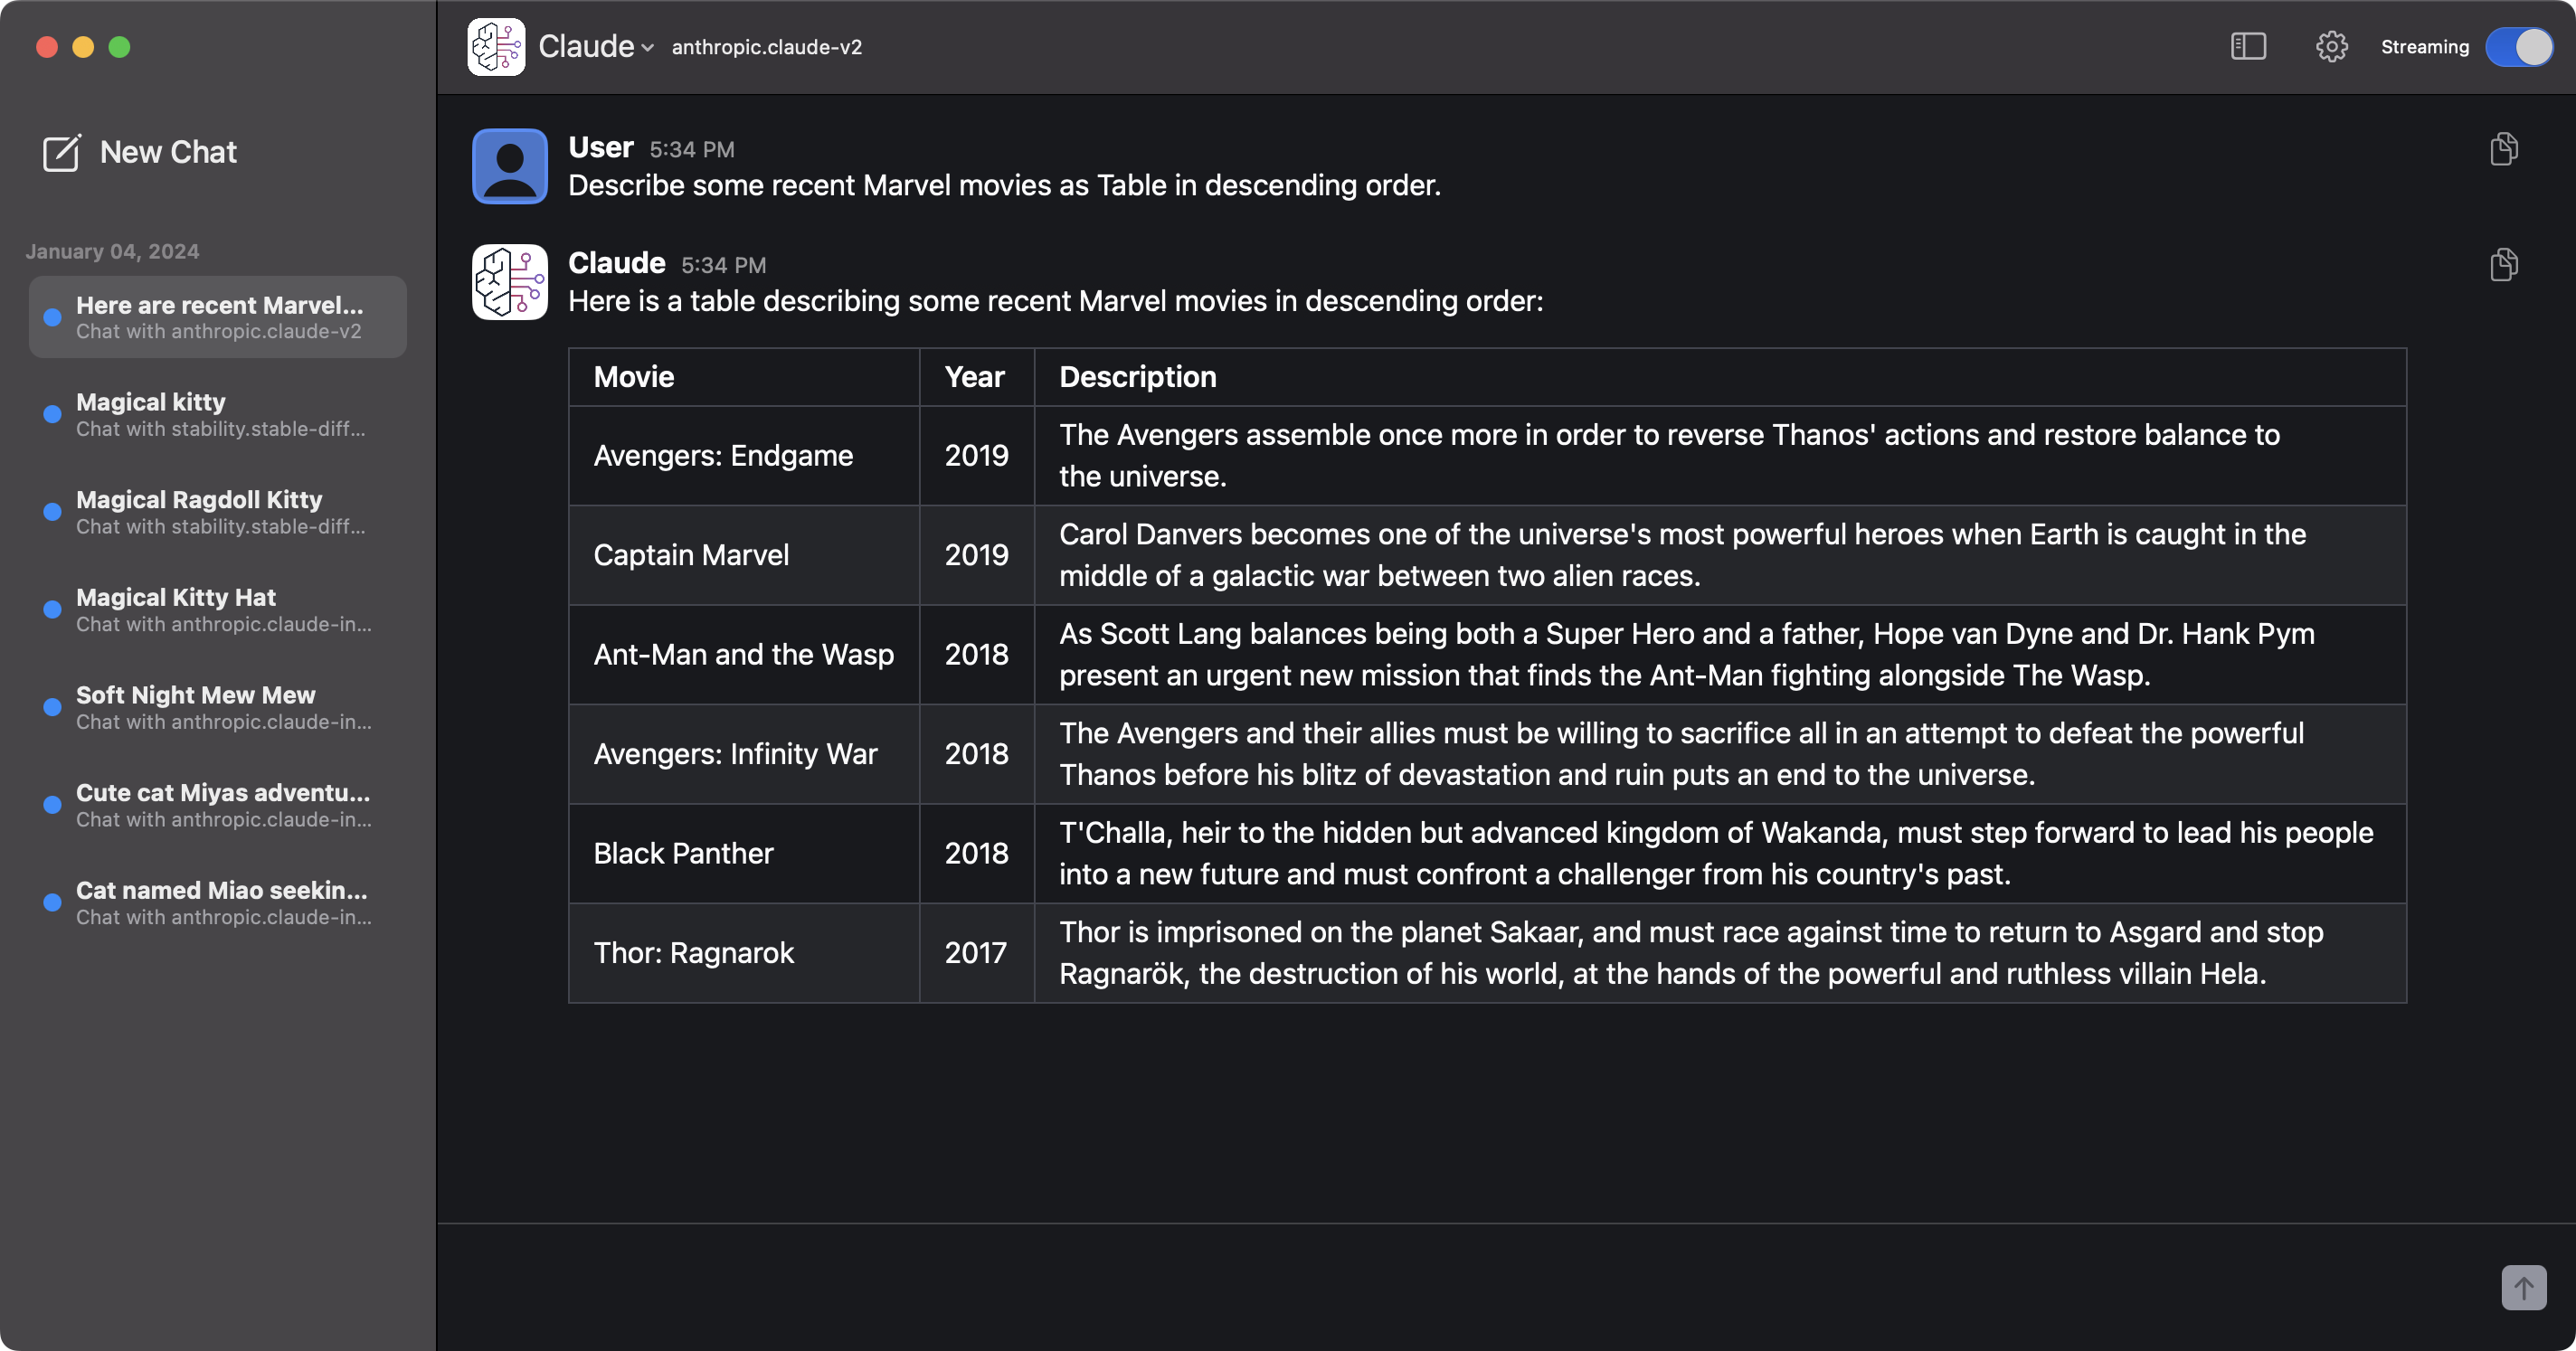 New Chat
January 04, 2024
Here are recent Marvel...
Chat with anthropic.claude-v2
Magical kitty
Chat with stability.stable-diff...
Magical Ragdoll Kitty
Chat with stability.stable-diff...
Magical Kitty Hat
Chat with anthropic.claude-in...
Soft Night Mew Mew
Chat with anthropic.claude-in...
Cute cat Miyas adventu...
Chat with anthropic.claude-in...
Cat named Miao seekin...
Chat with anthropic.claude-in...
Claude anthropic.claude-v2 Streaming
User 5:34 PM
Describe some recent Marvel movies as Table in descending order.
Claude 5:34 PM
Here is a table describing some recent Marvel movies in descending order:
Movie Year Description
Avengers: Endgame 2019 The Avengers assemble once more in order to reverse Thanos' actions and restore balance to
the universe.
Captain Marvel 2019 Carol Danvers becomes one of the universe's most powerful heroes when Earth is caught in the
middle of a galactic war between two alien races.
Ant-Man and the Wasp 2018 As Scott Lang balances being both a Super Hero and a father, Hope van Dyne and Dr. Hank Pym
present an urgent new mission that finds the Ant-Man fighting alongside The Wasp.
Avengers: Infinity War 2018 The Avengers and their allies must be willing to sacrifice all in an attempt to defeat the powerful
Thanos before his blitz of devastation and ruin puts an end to the universe.
Black Panther 2018 T'Challa, heir to the hidden but advanced kingdom of Wakanda, must step forward to lead his people
into a new future and must confront a challenger from his country's past.
Thor: Ragnarok 2017 Thor is imprisoned on the planet Sakaar, and must race against time to return to Asgard and stop
Ragnarök, the destruction of his world, at the hands of the powerful and ruthless villain Hela.